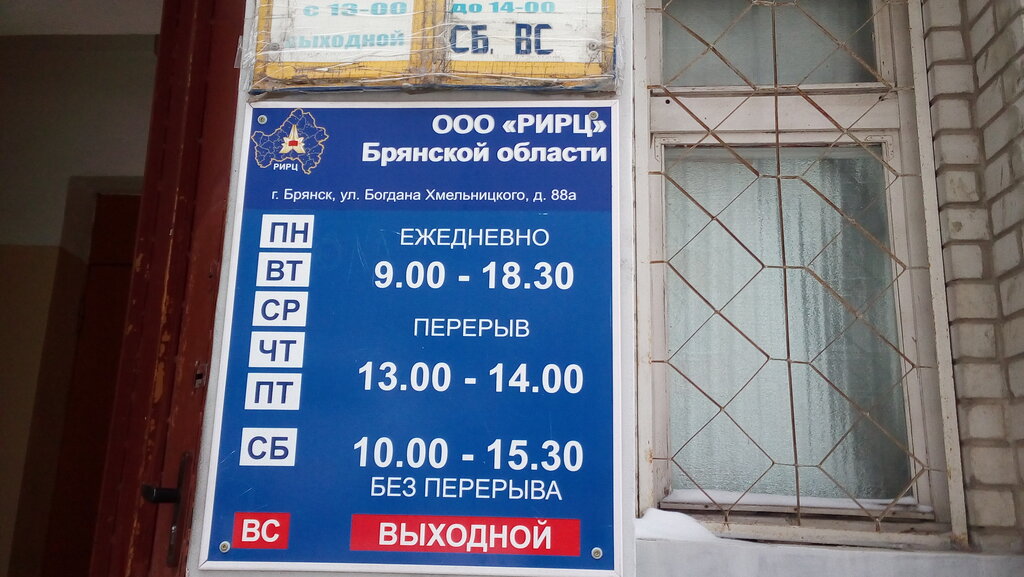 с 13-00 до 14-00
выходной СБ, ВС
РИРЦ
ООО «РИРЦ»
Брянской области
г. Брянск, ул. Богдана Хмельницкого, д. 88а
ПН
ВТ
СР
ЧТ
ПТ
ЕЖЕДНЕВНО
9.00 - 18.30
ПЕРЕРЫВ
13.00 - 14.00
СБ 10.00 - 15.30
БЕЗ ПЕРЕРЫВА
ВС ВЫХОДНОЙ